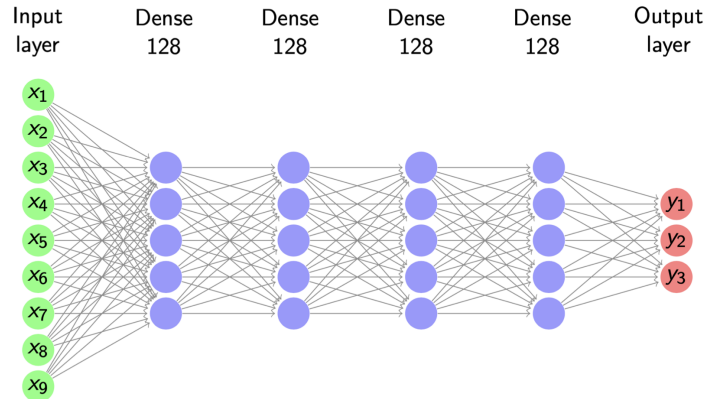 Input Dense Dense Dense Dense Output
layer 128 128 128 128 layer
x1
x2
x3
x4 y1
x5 y2
x6 y3
x7
x8
x9